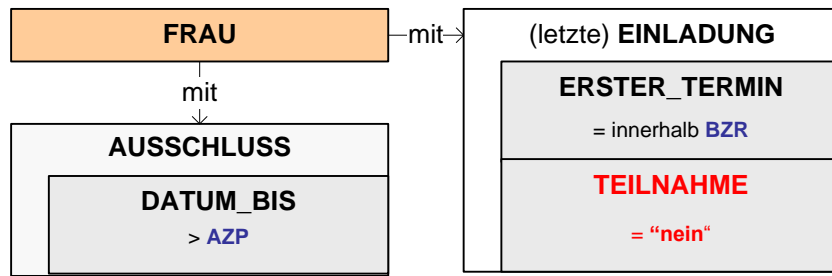 FRAU
mit
(letzte) EINLADUNG
mit
ERSTER_TERMIN
= innerhalb BZR
AUSSCHLUSS
DATUM_BIS
> AZP
TEILNAHME
= “nein“